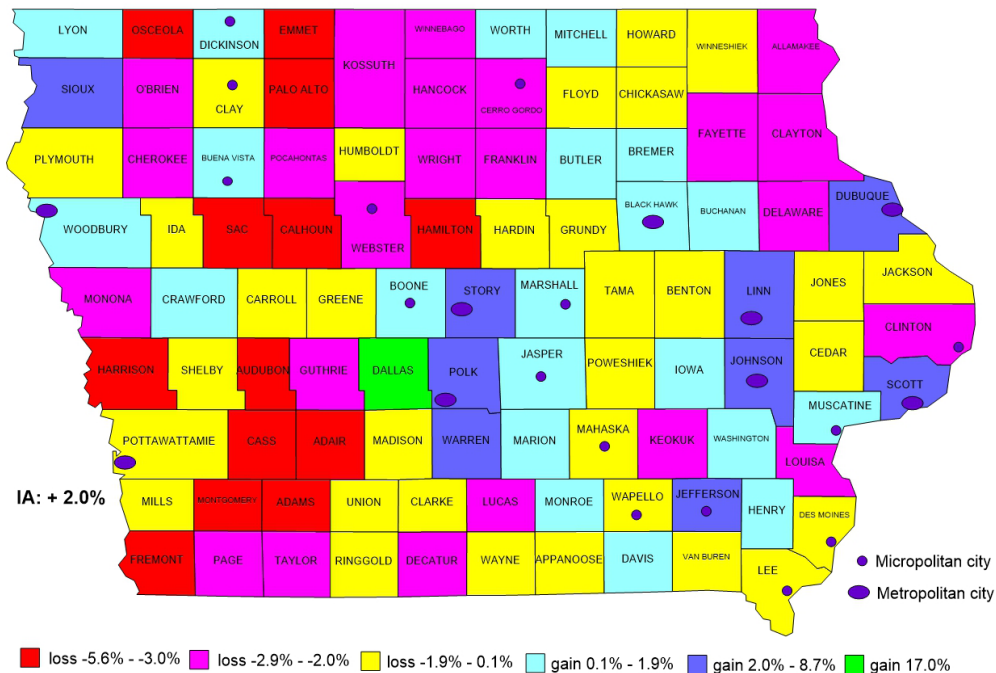 LYON OSCEOLA DICKINSON EMMET WINNEBAGO WORTH MITCHELL HOWARD WINNESHIEK ALLAMAKEE
KOSSUTH
SIOUX O'BRIEN CLAY PALO ALTO HANCOCK CERRO GORDO FLOYD CHICKASAW
FAYETTE CLAYTON
PLYMOUTH CHEROKEE BUENA VISTA POCAHONTAS HUMBOLDT WRIGHT FRANKLIN BUTLER BREMER
WOODBURY IDA SAC CALHOUN WEBSTER HAMILTON HARDIN GRUNDY BLACK HAWK BUCHANAN DELAWARE DUBUQUE
MONONA CRAWFORD CARROLL GREENE BOONE STORY MARSHALL TAMA BENTON LINN JONES JACKSON
CLINTON
HARRISON SHELBY AUDUBON GUTHRIE DALLAS POLK JASPER POWESHIEK IOWA JOHNSON CEDAR
SCOTT
MUSCATINE
POTTAWATTAMIE CASS ADAIR MADISON WARREN MARION MAHASKA KEOKUK WASHINGTON
LOUISA
IA: + 2.0%
MILLS MONTGOMERY ADAMS UNION CLARKE LUCAS MONROE WAPELLO JEFFERSON HENRY DES MOINES
FREMONT PAGE TAYLOR RINGGOLD DECATUR WAYNE APPANOOSE DAVIS VAN BUREN LEE
Micropolitan city
Metropolitan city
loss -5.6% - -3.0% loss -2.9% - -2.0% loss -1.9% - 0.1% gain 0.1% - 1.9% gain 2.0% - 8.7% gain 17.0%